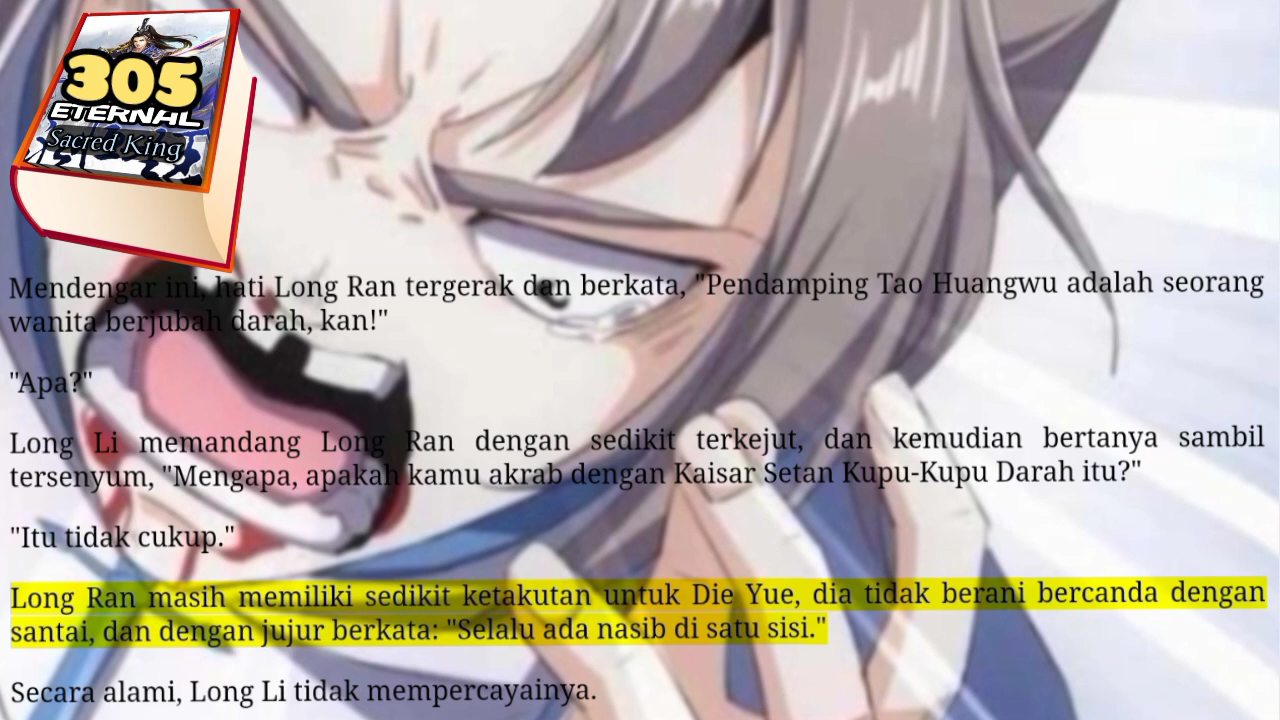 305
ETERNAL
Sacred King
Mendengar ini, hati Long Ran tergerak dan berkata, "Pendamping Tao Huangwu adalah seorang
wanita berjubah darah, kan!"
"Apa?"
Long Li memandang Long Ran dengan sedikit terkejut, dan kemudian bertanya sambil
tersenyum, "Mengapa, apakah kamu akrab dengan Kaisar Setan Kupu-Kupu Darah itu?"
"Itu tidak cukup."
Long Ran masih memiliki sedikit ketakutan untuk Die Yue, dia tidak berani bercanda dengan
santai, dan dengan jujur berkata: "Selalu ada nasib di satu sisi."
Secara alami, Long Li tidak mempercayainya.